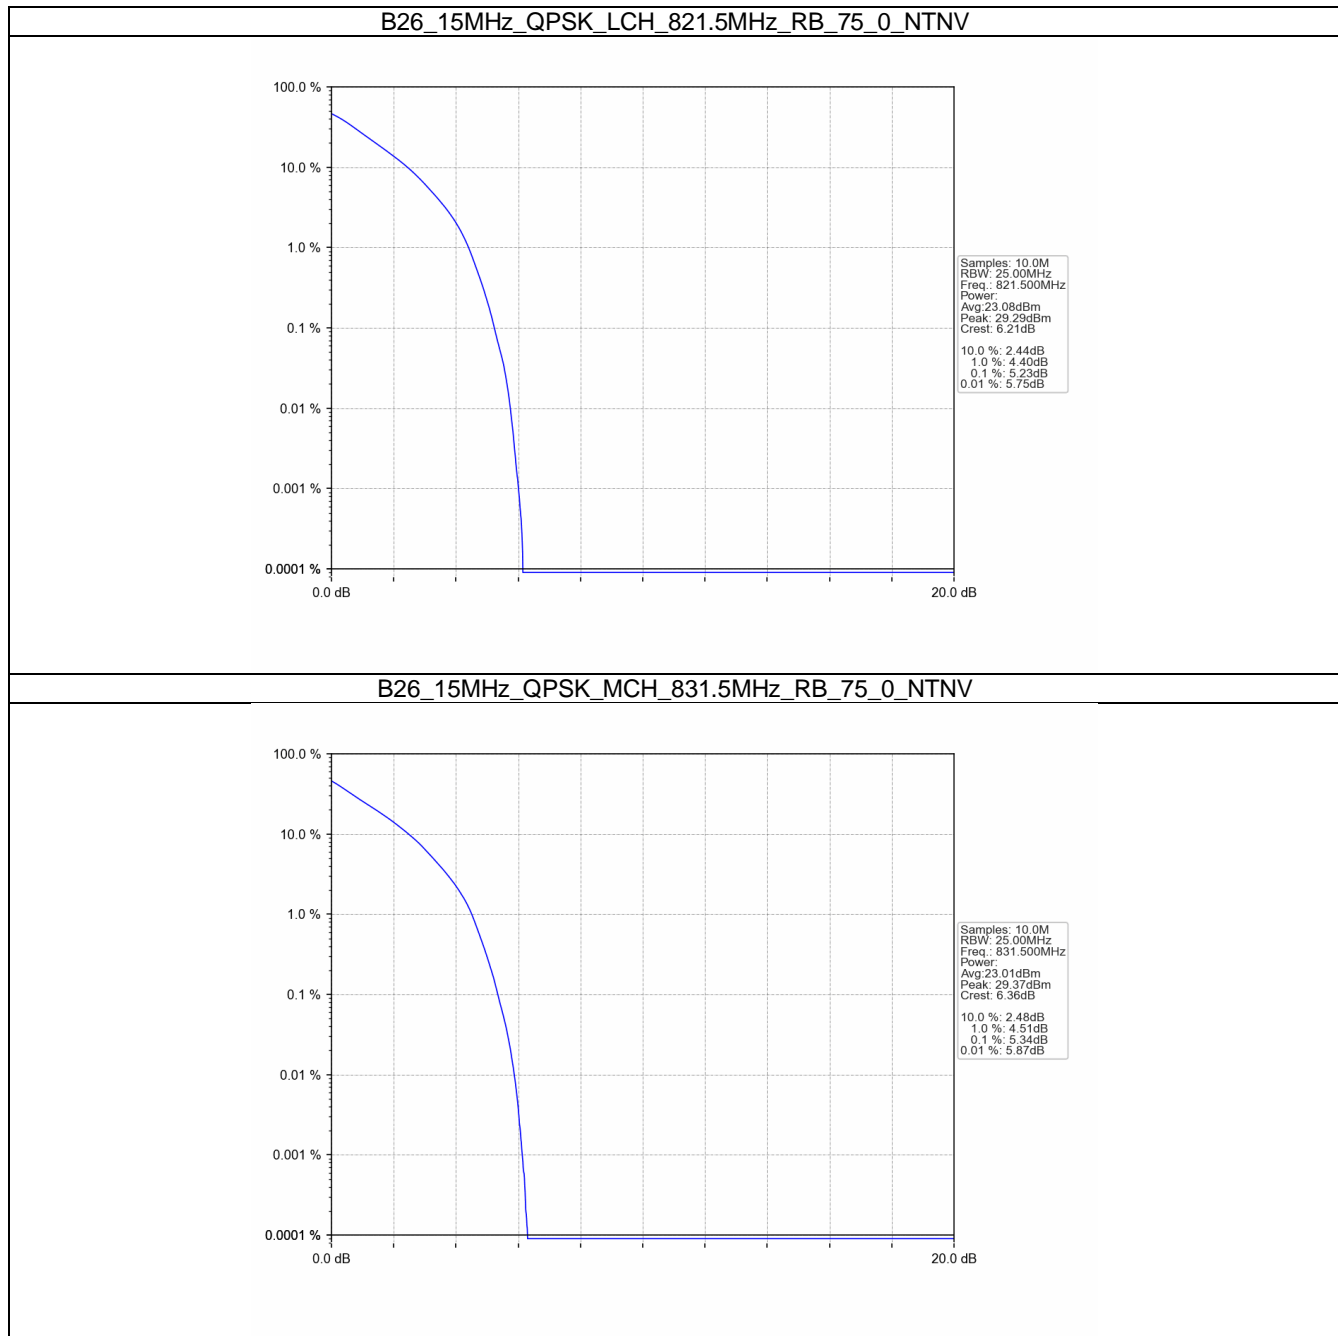 B26_15MHz_QPSK_LCH_821.5MHz_RB_75_0_NTNV
100.0 %
10.0 %
1.0 %
0.1 %
0.01 %
0.001 %
0.0001 %
0.0 dB
20.0 dB
Samples: 10.0M
RBW: 25.00MHz
Freq.: 821.500MHz
Power:
Avg:23.08dBm
Peak: 29.29dBm
Crest: 6.21dB
10.0 %: 2.44dB
1.0 %: 4.40dB
0.1 %: 5.23dB
0.01 %: 5.75dB
B26_15MHz_QPSK_MCH_831.5MHz_RB_75_0_NTNV
100.0 %
10.0 %
1.0 %
0.1 %
0.01 %
0.001 %
0.0001 %
0.0 dB
20.0 dB
Samples: 10.0M
RBW: 25.00MHz
Freq.: 831.500MHz
Power:
Avg:23.01dBm
Peak: 29.37dBm
Crest: 6.36dB
10.0 %: 2.48dB
1.0 %: 4.51dB
0.1 %: 5.34dB
0.01 %: 5.87dB